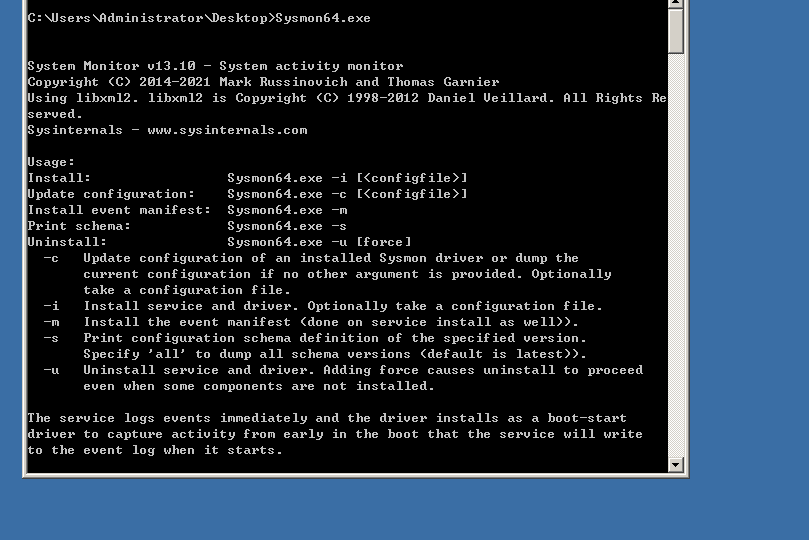 C:\Users\Administrator\Desktop>Sysmon64.exe
System Monitor v13.10 - System activity monitor
Copyright (C) 2014-2021 Mark Russinovich and Thomas Garnier
Using libxml2. libxml2 is Copyright (C) 1998-2012 Daniel Veillard. All Rights Re
served.
Sysinternals - www.sysinternals.com
Usage:
Install: Sysmon64.exe -i [<configfile>]
Update configuration: Sysmon64.exe -c [<configfile>]
Install event manifest: Sysmon64.exe -m
Print schema: Sysmon64.exe -s
Uninstall: Sysmon64.exe -u [force]
-c Update configuration of an installed Sysmon driver or dump the
current configuration if no other argument is provided. Optionally
take a configuration file.
-i Install service and driver. Optionally take a configuration file.
-m Install the event manifest (done on service install as well)).
-s Print configuration schema definition of the specified version.
Specify 'all' to dump all schema versions (default is latest)).
-u Uninstall service and driver. Adding force causes uninstall to proceed
even when some components are not installed.
The service logs events immediately and the driver installs as a boot-start
driver to capture activity from early in the boot that the service will write
to the event log when it starts.